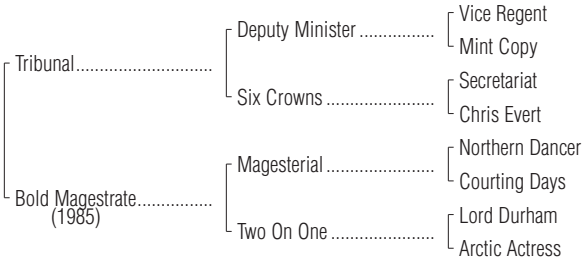 Vice Regent
Deputy Minister ................
Mint Copy
Tribunal.............................
Secretariat
Six Crowns .......................
Chris Evert
Northern Dancer
Magesterial .......................
Courting Days
Bold Magestrate................
(1985)
Lord Durham
Two On One ......................
Arctic Actress